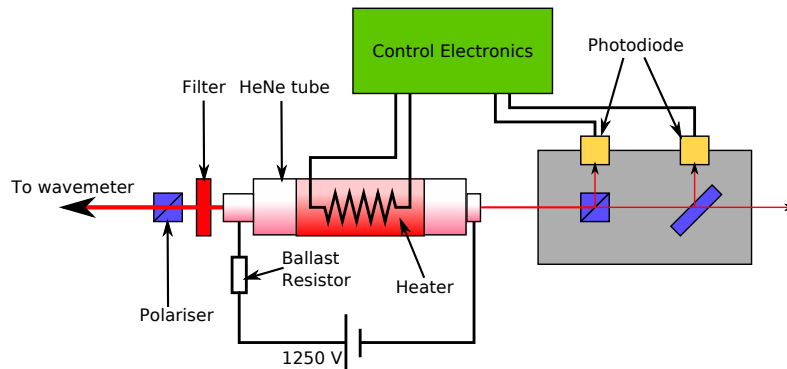 Control Electronics
Photodiode
Filter
HeNe tube
To wavemeter
Ballast
Resistor
Heater
Polariser
1250 V